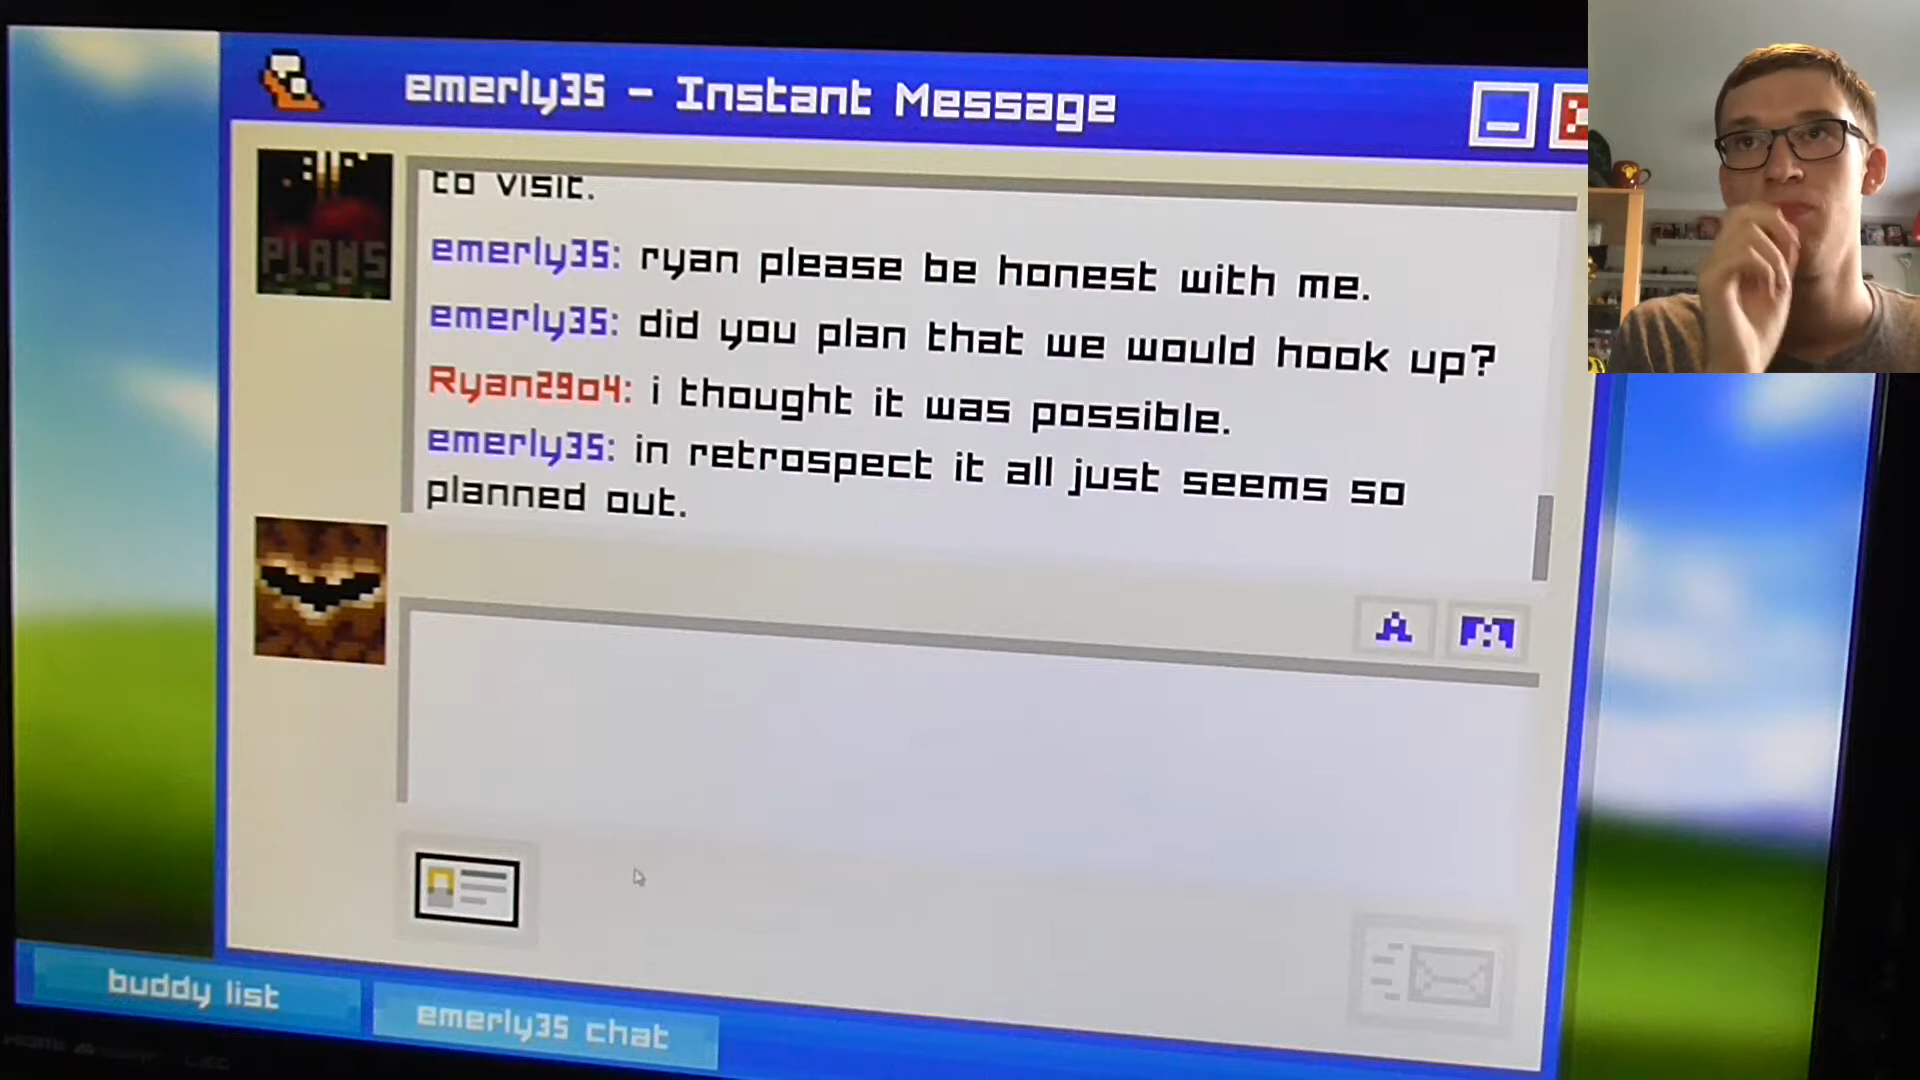 emerly35 - Instant Message
to visit.
emerly35: ryan please be honest with me.
emerly35: did you plan that we would hook up?
Ryan29o4: i thought it was possible.
emerly35: in retrospect it all just seems so
planned out.
PLANS
A M
buddy list
emerly35 chat